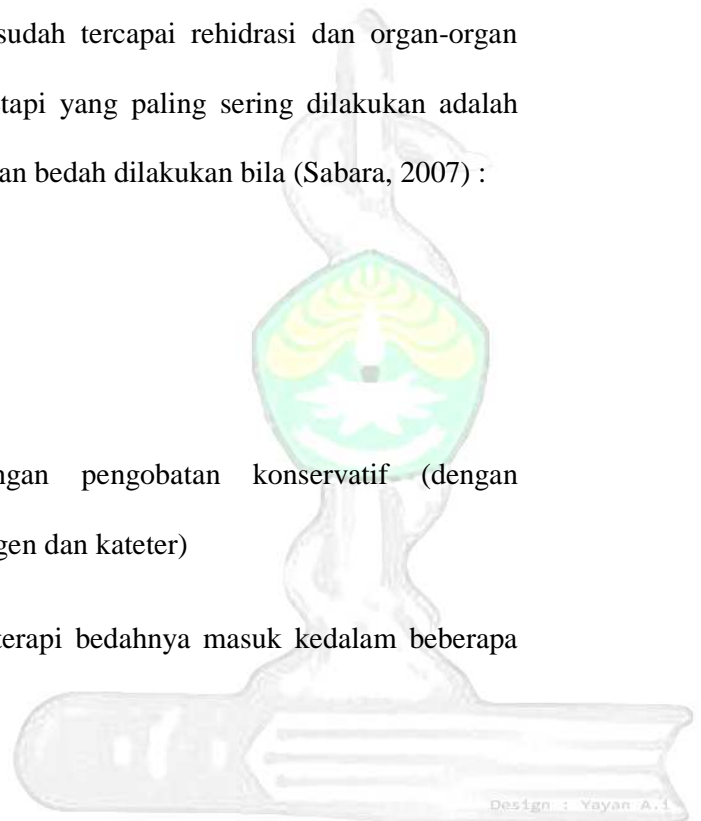 sudah tercapai rehidrasi dan organ-organ
tapi yang paling sering dilakukan adalah
an bedah dilakukan bila (Sabara, 2007) :
ngan pengobatan konservatif (dengan
gen dan kateter)
terapi bedahnya masuk kedalam beberapa
Design : Yayan A.i